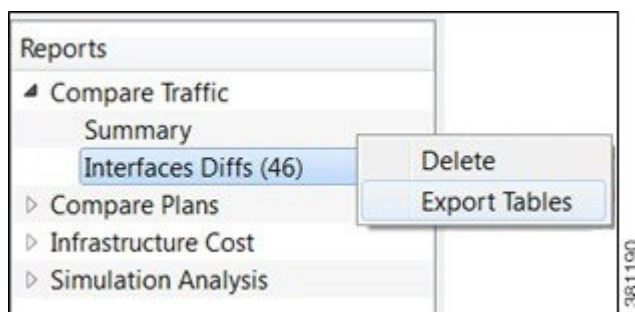 Reports
Compare Traffic
Summary
Interfaces Diffs (46)
Delete
Export Tables
Compare Plans
Infrastructure Cost
Simulation Analysis
381190